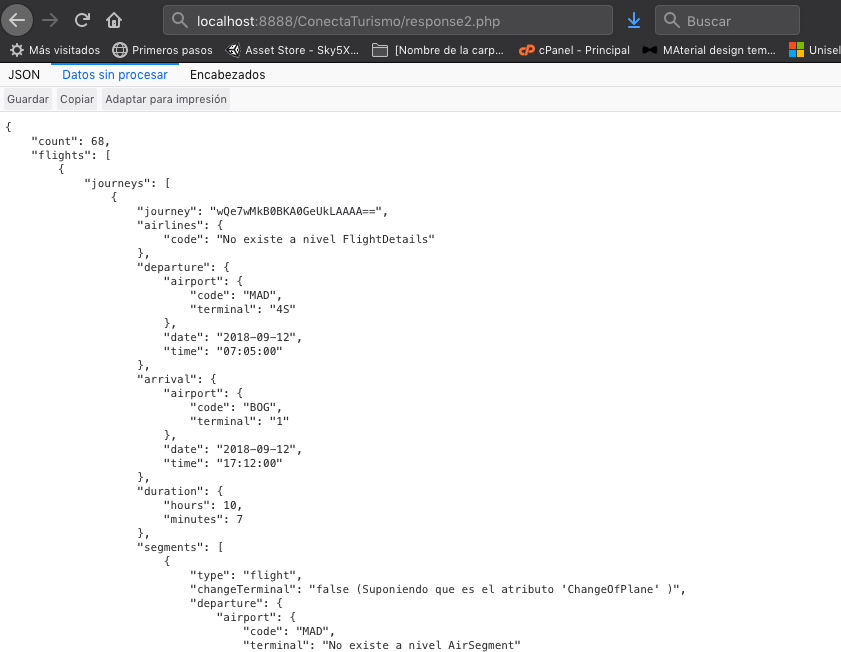 localhost:8888/ConectaTurismo/response2.php
Buscar
Más visitados
Primeros pasos
Asset Store - Sky5X...
[Nombre de la carp...
cPanel - Principal
MAterial design tem...
Unisel
JSON
Datos sin procesar
Encabezados
Guardar
Copiar
Adaptar para impresión
{
"count": 68,
"flights": [
{
"journeys": [
{
"journey": "wQe7wMkB0BKA0GeUkLAAAA==",
"airlines": {
"code": "No existe a nivel FlightDetails"
},
"departure": {
"airport": {
"code": "MAD",
"terminal": "4S"
},
"date": "2018-09-12",
"time": "07:05:00"
},
"arrival": {
"airport": {
"code": "BOG",
"terminal": "1"
},
"date": "2018-09-12",
"time": "17:12:00"
},
"duration": {
"hours": 10,
"minutes": 7
},
"segments": [
{
"type": "flight",
"changeTerminal": "false (Suponiendo que es el atributo 'ChangeOfPlane' )",
"departure": {
"airport": {
"code": "MAD",
"terminal": "No existe a nivel AirSegment"